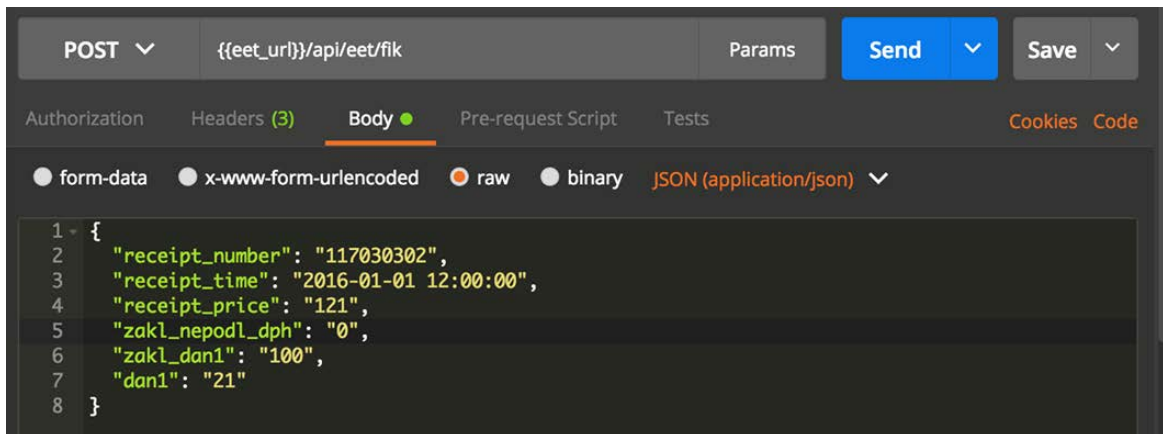 POST {{eet_url}}/api/eet/fik Params Send Save
Authorization Headers (3) Body Pre-request Script Tests Cookies Code
form-data x-www-form-urlencoded raw binary JSON (application/json)
1 {
2 "receipt_number": "117030302",
3 "receipt_time": "2016-01-01 12:00:00",
4 "receipt_price": "121",
5 "zakl_nepodl_dph": "0",
6 "zakl_dan1": "100",
7 "dan1": "21"
8 }